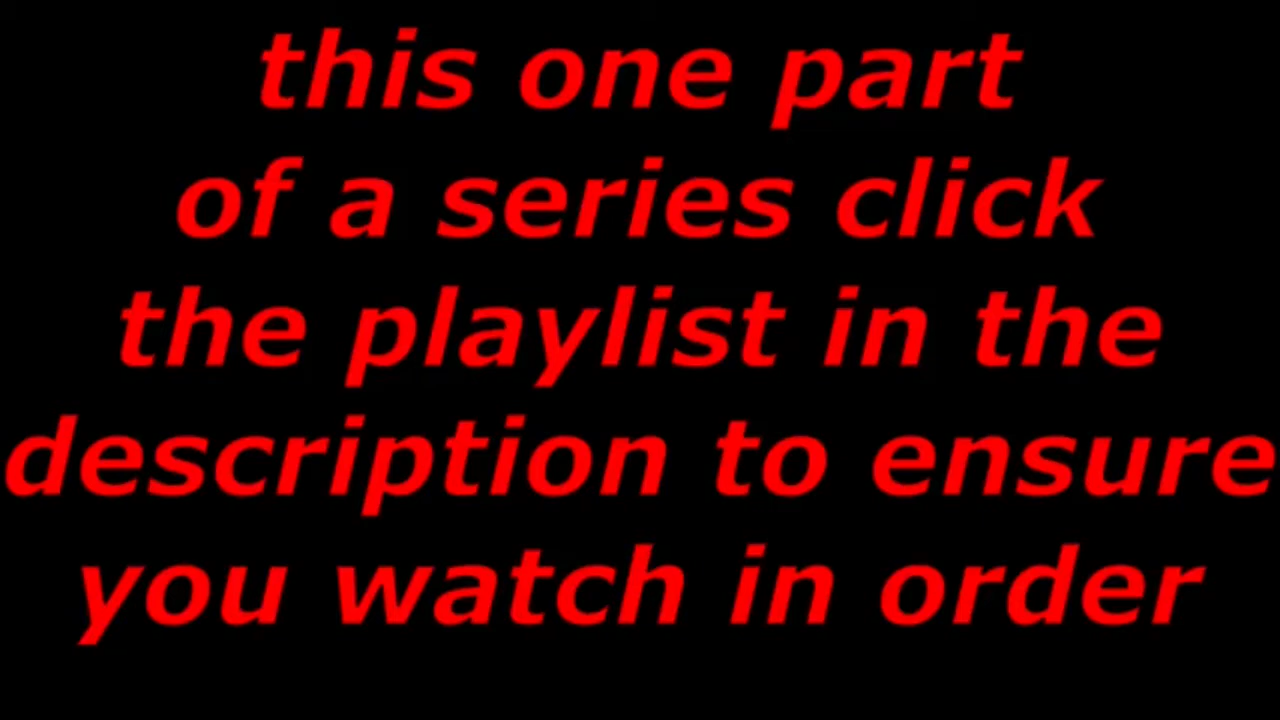 this one part
of a series click
the playlist in the
description to ensure
you watch in order